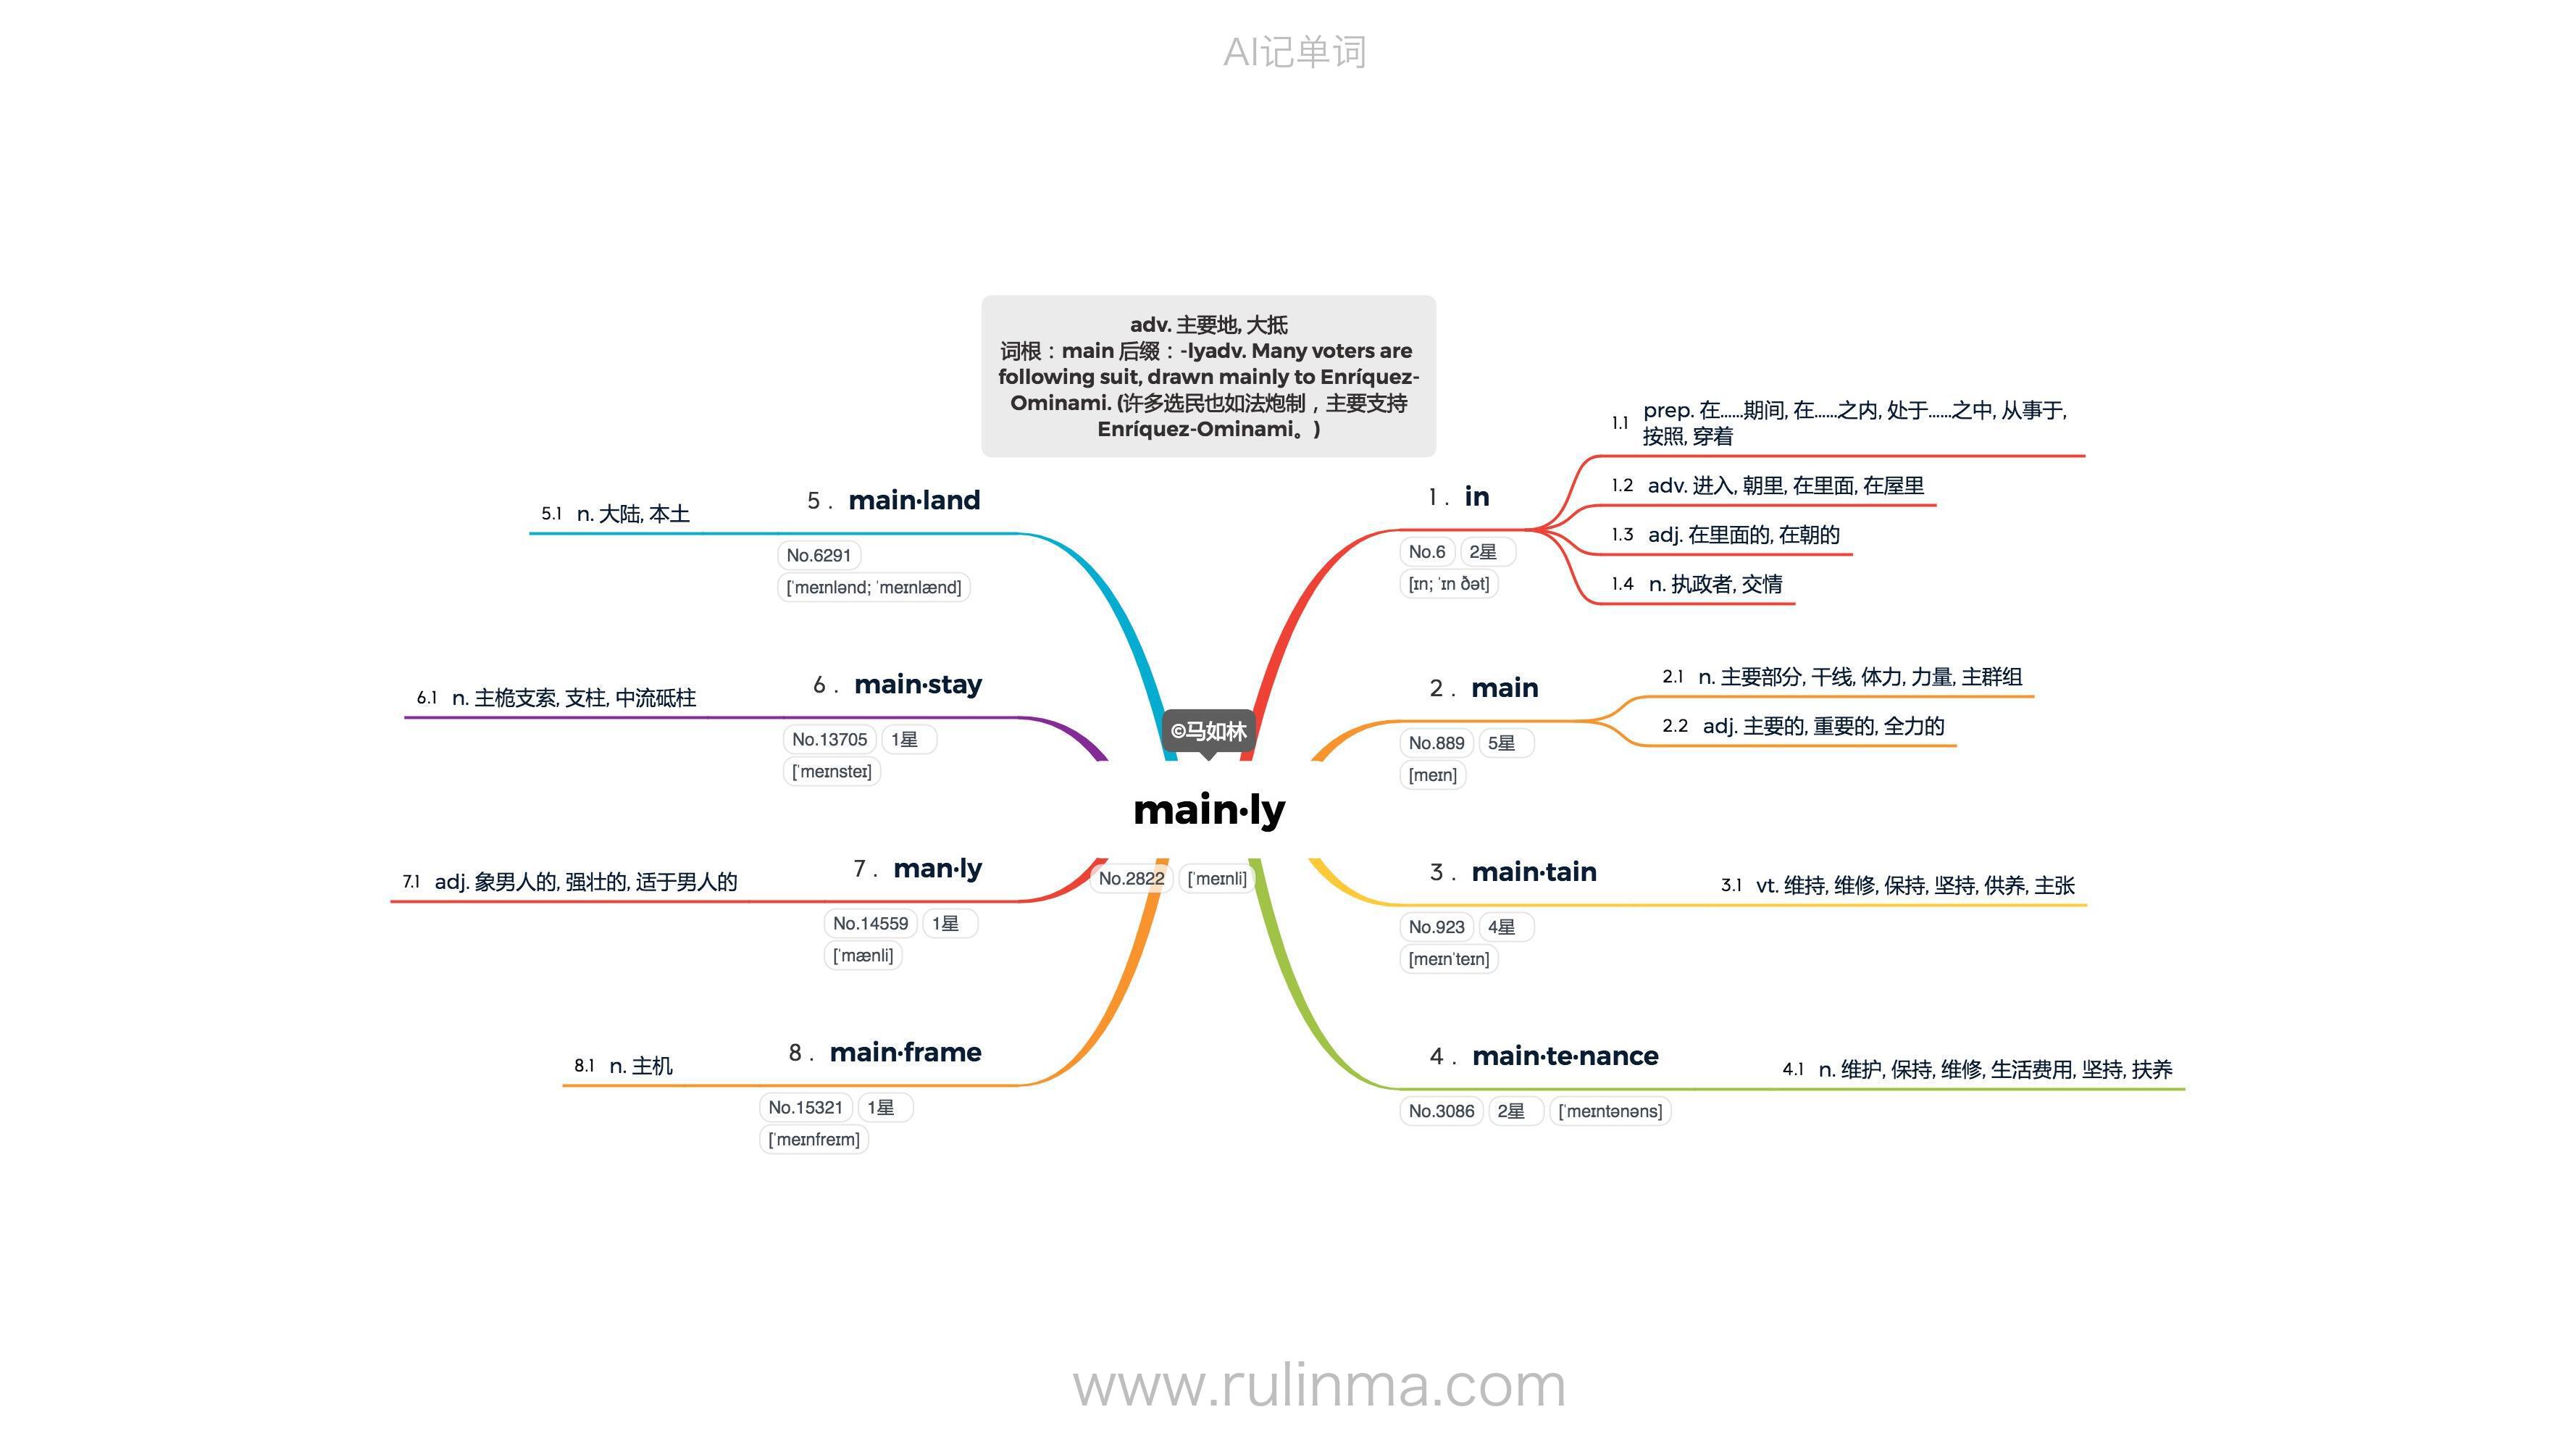 AI记单词
adv. 主要地, 大抵
词根：main 后缀：-lyadv. Many voters are
following suit, drawn mainly to Enríquez-
Ominami. (许多选民也如法炮制，主要支持
Enríquez-Ominami。)
©马如林
main·ly
No.2822 [ˈmeɪnli]
1. in
No.6 2星
[ɪn; ˈɪn ðət]
1.1 prep. 在……期间, 在……之内, 处于……之中, 从事于,
按照, 穿着
1.2 adv. 进入, 朝里, 在里面, 在屋里
1.3 adj. 在里面的, 在朝的
1.4 n. 执政者, 交情
2. main
No.889 5星
[meɪn]
2.1 n. 主要部分, 干线, 体力, 力量, 主群组
2.2 adj. 主要的, 重要的, 全力的
3. main·tain
No.923 4星
[meɪnˈteɪn]
3.1 vt. 维持, 维修, 保持, 坚持, 供养, 主张
4. main·te·nance
No.3086 2星 [ˈmeɪntənəns]
4.1 n. 维护, 保持, 维修, 生活费用, 坚持, 扶养
5. main·land
No.6291
[ˈmeɪnlənd; ˈmeɪnlænd]
5.1 n. 大陆, 本土
6. main·stay
No.13705 1星
[ˈmeɪnsteɪ]
6.1 n. 主桅支索, 支柱, 中流砥柱
7. man·ly
No.14559 1星
[ˈmænli]
7.1 adj. 象男人的, 强壮的, 适于男人的
8. main·frame
No.15321 1星
[ˈmeɪnfreɪm]
8.1 n. 主机
www.rulinma.com